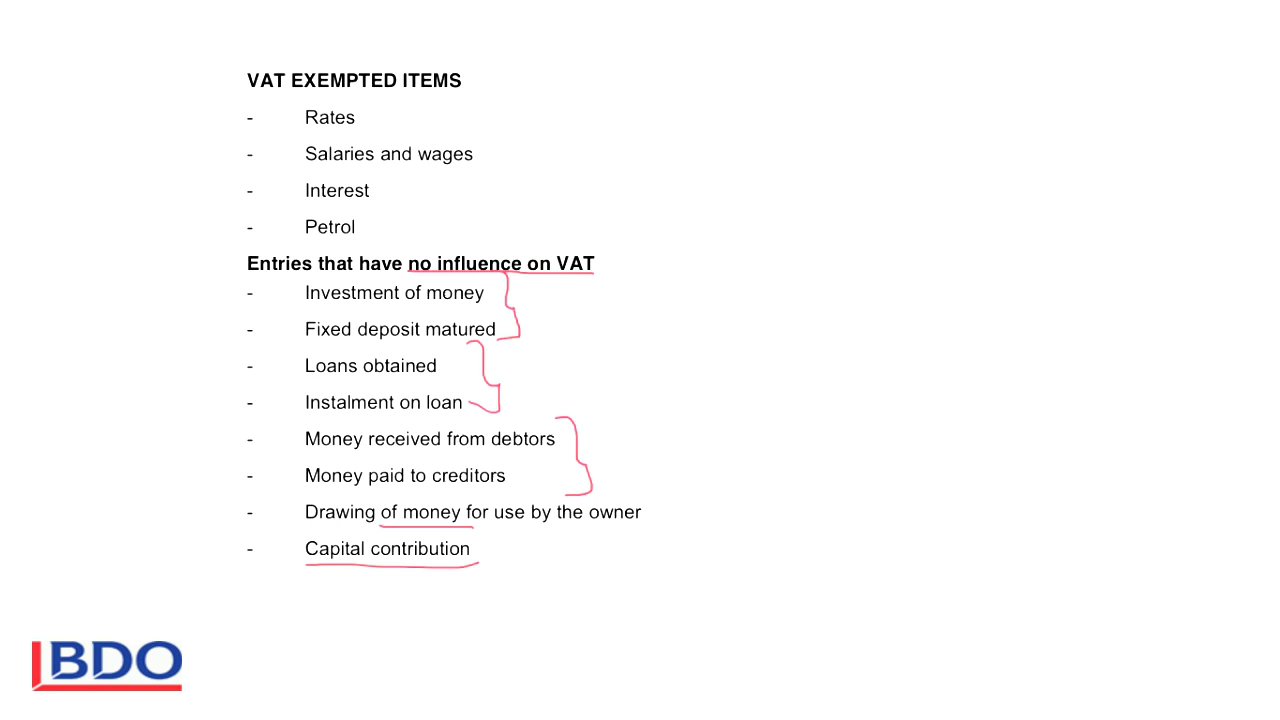 VAT EXEMPTED ITEMS
- Rates
- Salaries and wages
- Interest
- Petrol
Entries that have no influence on VAT
- Investment of money
- Fixed deposit matured
- Loans obtained
- Instalment on loan
- Money received from debtors
- Money paid to creditors
- Drawing of money for use by the owner
- Capital contribution
BDO